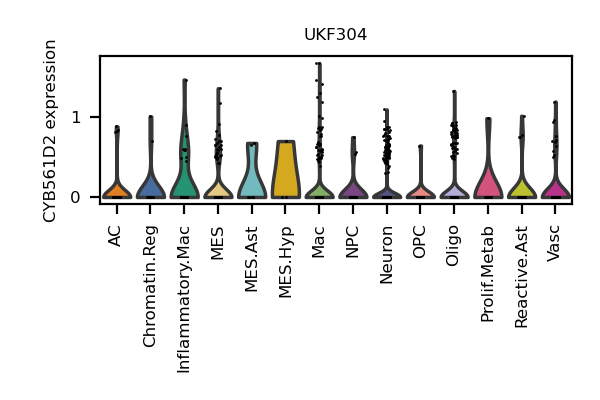 UKF304
CYB561D2 expression
1
0
AC
Chromatin.Reg
Inflammatory.Mac
MES
MES.Ast
MES.Hyp
Mac
NPC
Neuron
OPC
Oligo
Prolif.Metab
Reactive.Ast
Vasc